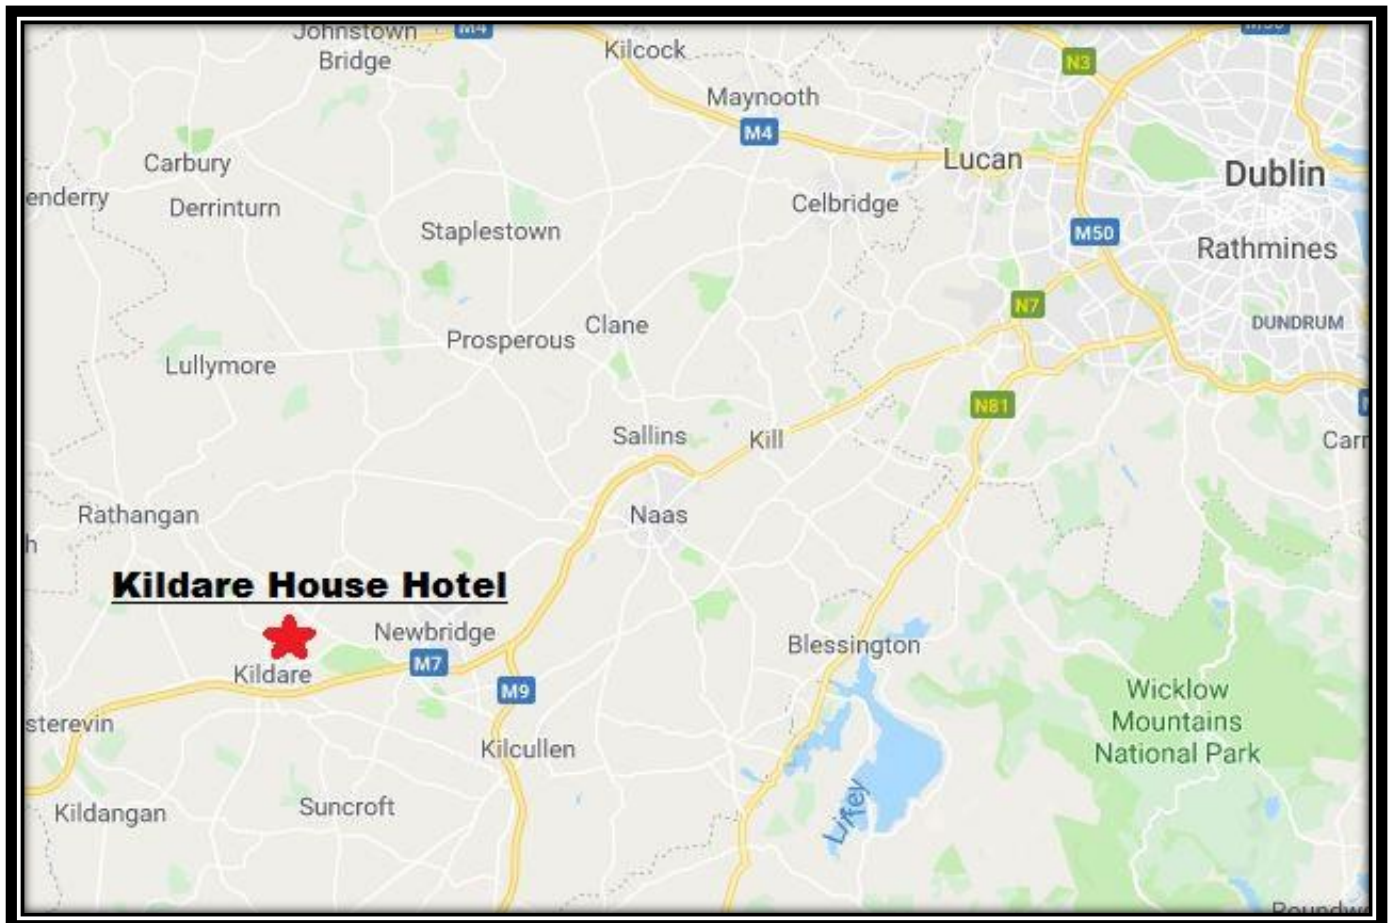 Johnstown
Bridge
M4
Kilcock
N3
Maynooth
M4
Carbury
Lucan
Dublin
enderry
Derrinturn
Celbridge
Staplestown
M50
Rathmines
N7
Clane
DUNDRUM
Prosperous
Lullymore
N81
Sallins
Kill
Carr
Rathangan
Naas
h
Kildare House Hotel
Newbridge
Blessington
M7
Kildare
M9
Wicklow
Mountains
National Park
sterevin
Kilcullen
Suncroft
Kildangan
Liffey